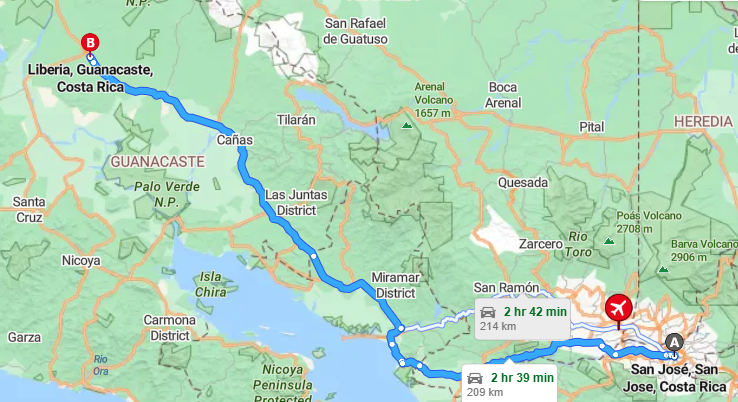 San Rafael
de Guatuso
B
Liberia, Guanacaste,
Costa Rica
Arenal
Volcano
1657 m
Boca
Arenal
Tilarán
Pital
HEREDIA
Cañas
GUANACASTE
Palo Verde
N.P.
Las Juntas
District
Quesada
Santa
Cruz
Poás Volcano
2708 m
Zarcero
Rio
Toro
Barva Volcano
2906 m
Nicoya
Isla
Chira
Miramar
District
San Ramón
2 hr 42 min
214 km
Carmona
District
Garza
A
Rio
Ora
Nicoya
Peninsula
Protected
2 hr 39 min
209 km
San José, San
Jose, Costa Rica